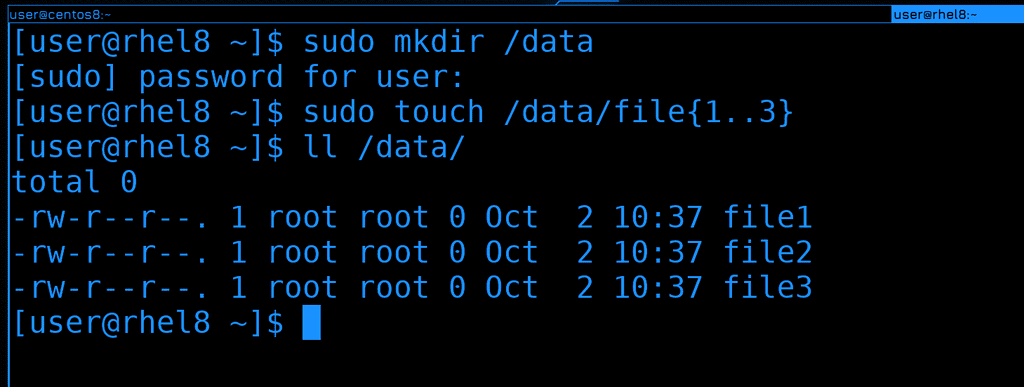 user@centos8:~
user@rhel8:~
[user@rhel8 ~]$ sudo mkdir /data
[sudo] password for user:
[user@rhel8 ~]$ sudo touch /data/file{1..3}
[user@rhel8 ~]$ ll /data/
total 0
-rw-r--r--. 1 root root 0 Oct  2 10:37 file1
-rw-r--r--. 1 root root 0 Oct  2 10:37 file2
-rw-r--r--. 1 root root 0 Oct  2 10:37 file3
[user@rhel8 ~]$